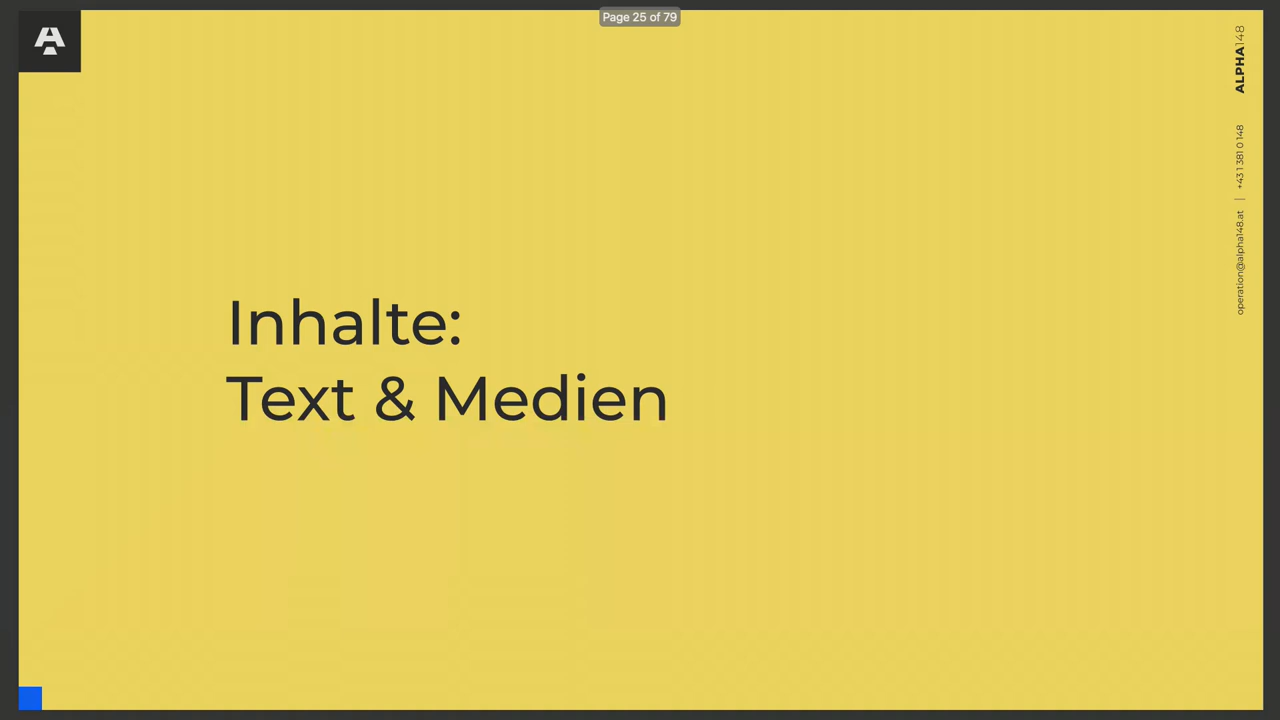 Page 25 of 79
ALPHA148
+43 1 381 0 148
|
operation@alpha148.at
Inhalte:
Text & Medien